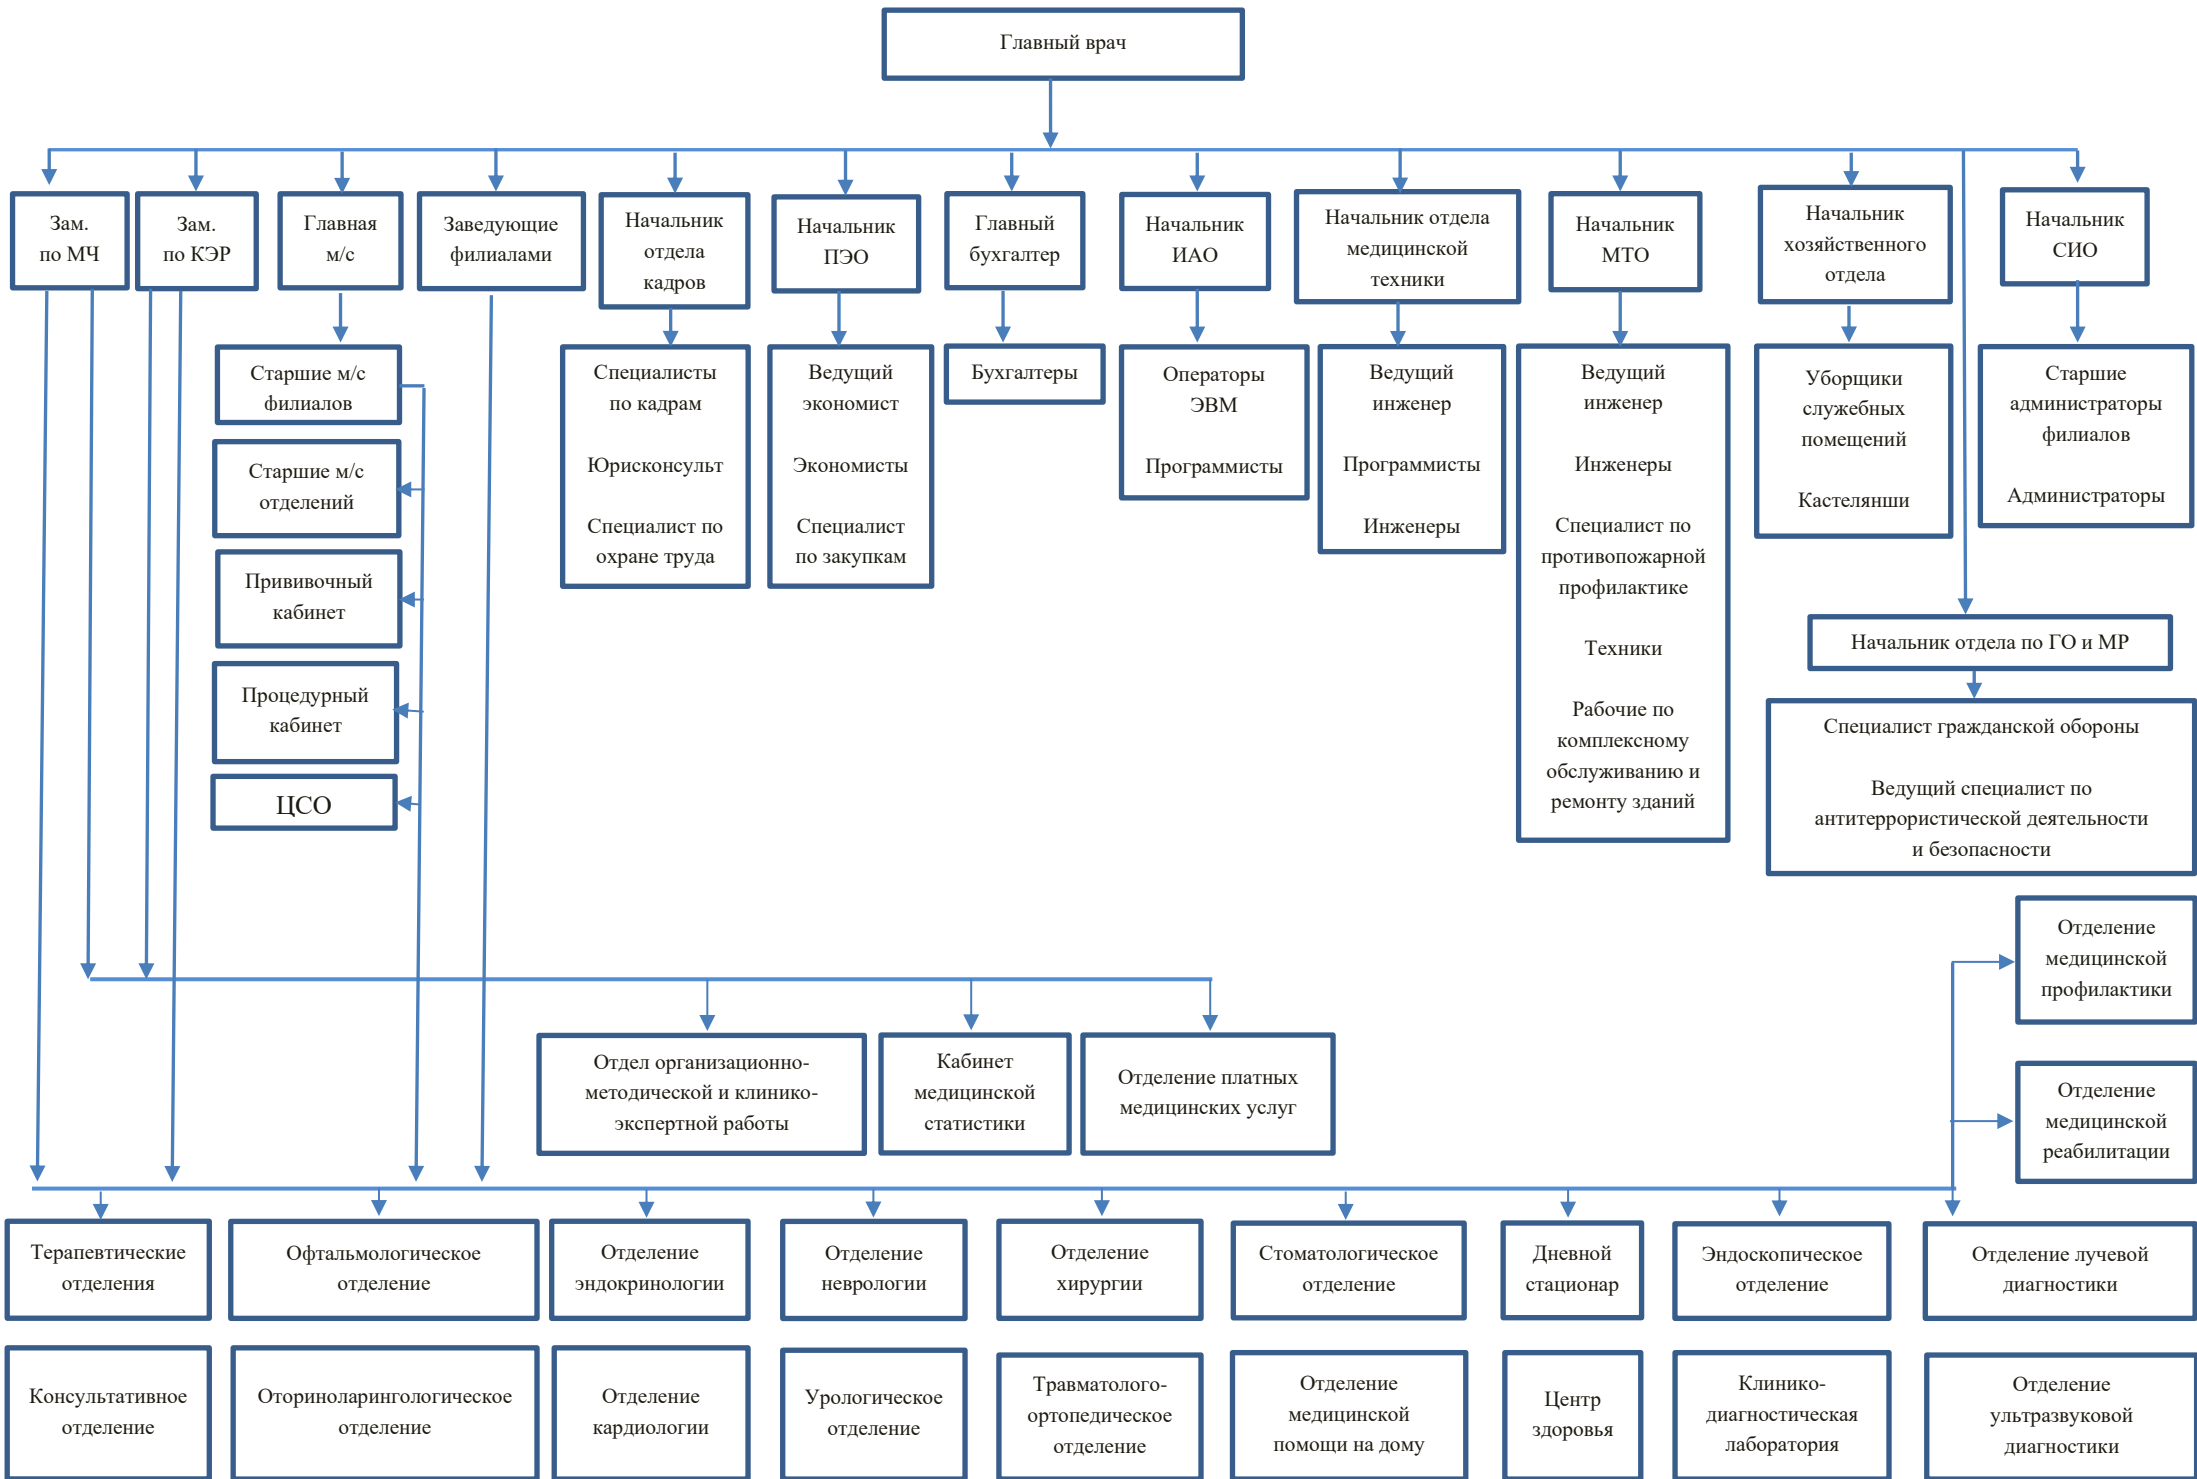 Главный врач
Зам.
по МЧ
Зам.
по КЭР
Главная
м/с
Заведующие
филиалами
Начальник
отдела
кадров
Начальник
ПЭО
Главный
бухгалтер
Начальник
ИАО
Начальник отдела
медицинской
техники
Начальник
МТО
Начальник
хозяйственного
отдела
Начальник
СИО
Старшие м/с
филиалов
Старшие м/с
отделений
Прививочный
кабинет
Процедурный
кабинет
ЦСО
Специалисты
по кадрам
Юрисконсульт
Специалист по
охране труда
Ведущий
экономист
Экономисты
Специалист
по закупкам
Бухгалтеры
Операторы
ЭВМ
Программисты
Ведущий
инженер
Программисты
Инженеры
Ведущий
инженер
Инженеры
Специалист по
противопожарной
профилактике
Техники
Рабочие по
комплексному
обслуживанию и
ремонту зданий
Уборщики
служебных
помещений
Кастелянши
Старшие
администраторы
филиалов
Администраторы
Начальник отдела по ГО и МР
Специалист гражданской обороны
Ведущий специалист по
антитеррористической деятельности
и безопасности
Отделение
медицинской
профилактики
Отделение
медицинской
реабилитации
Отдел организационно-
методической и клинико-
экспертной работы
Кабинет
медицинской
статистики
Отделение платных
медицинских услуг
Терапевтические
отделения
Офтальмологическое
отделение
Отделение
эндокринологии
Отделение
неврологии
Отделение
хирургии
Стоматологическое
отделение
Дневной
стационар
Эндоскопическое
отделение
Отделение лучевой
диагностики
Консультативное
отделение
Оториноларингологическое
отделение
Отделение
кардиологии
Урологическое
отделение
Травматолого-
ортопедическое
отделение
Отделение
медицинской
помощи на дому
Центр
здоровья
Клинико-
диагностическая
лаборатория
Отделение
ультразвуковой
диагностики